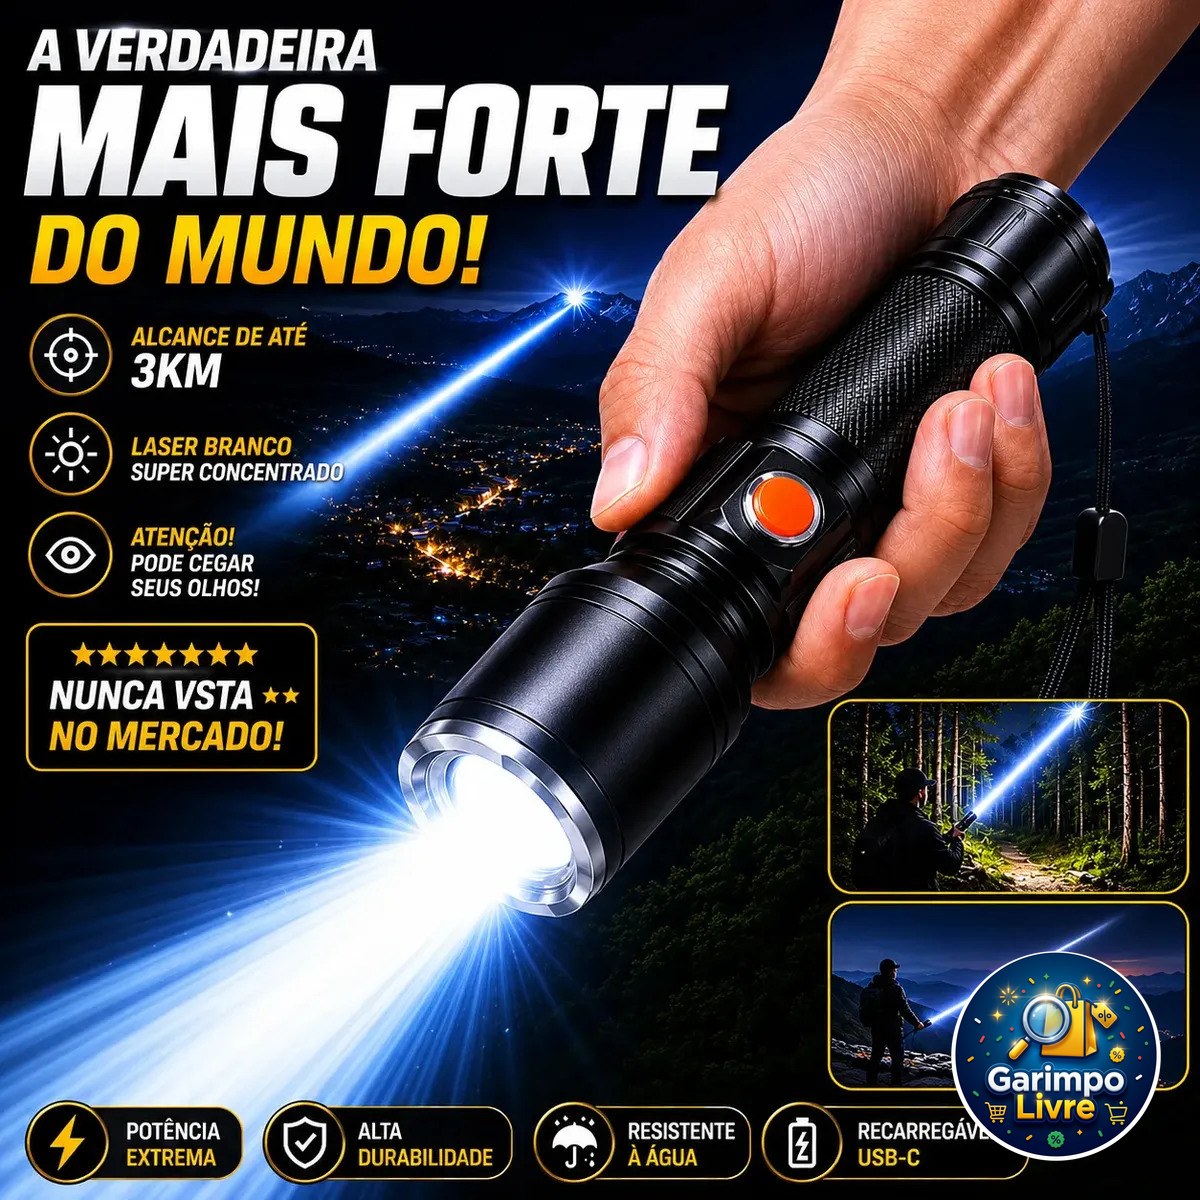 A VERDADEIRA
MAIS FORTE
DO MUNDO!
ALCANCE DE ATÉ
3KM
LASER BRANCO
SUPER CONCENTRADO
ATENÇÃO!
PODE CEGAR
SEUS OLHOS!
NUNCA VSTA
NO MERCADO!
%
%
Garimpo
Livre
%
POTÊNCIA
EXTREMA
ALTA
DURABILIDADE
RESISTENTE
À ÁGUA
RECARREGÁVE
USB-C